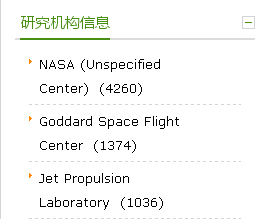 研究机构信息
NASA (Unspecified
Center) (4260)
Goddard Space Flight
Center (1374)
Jet Propulsion
Laboratory (1036)